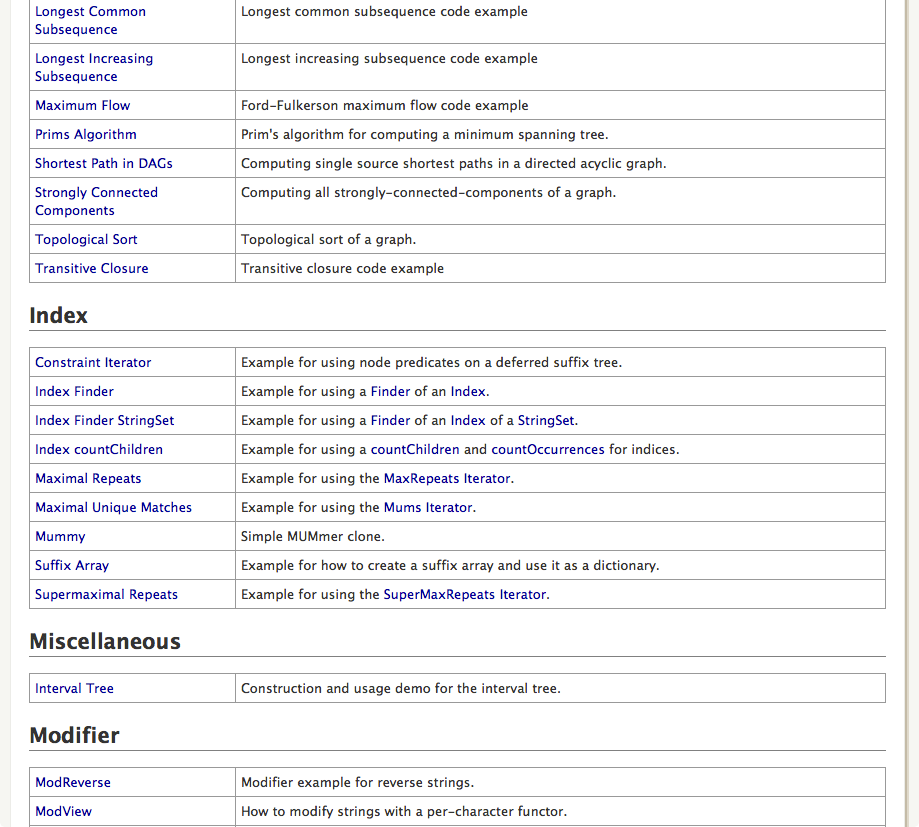 Longest Common Longest common subsequence code example
Subsequence
Longest Increasing Longest increasing subsequence code example
Subsequence
Maximum Flow Ford-Fulkerson maximum flow code example
Prims Algorithm Prim's algorithm for computing a minimum spanning tree.
Shortest Path in DAGs Computing single source shortest paths in a directed acyclic graph.
Strongly Connected Computing all strongly-connected-components of a graph.
Components
Topological Sort Topological sort of a graph.
Transitive Closure Transitive closure code example
Index
Constraint Iterator Example for using node predicates on a deferred suffix tree.
Index Finder Example for using a Finder of an Index.
Index Finder StringSet Example for using a Finder of an Index of a StringSet.
Index countChildren Example for using a countChildren and countOccurrences for indices.
Maximal Repeats Example for using the MaxRepeats Iterator.
Maximal Unique Matches Example for using the Mums Iterator.
Mummy Simple MUMmer clone.
Suffix Array Example for how to create a suffix array and use it as a dictionary.
Supermaximal Repeats Example for using the SuperMaxRepeats Iterator.
Miscellaneous
Interval Tree Construction and usage demo for the interval tree.
Modifier
ModReverse Modifier example for reverse strings.
ModView How to modify strings with a per-character functor.